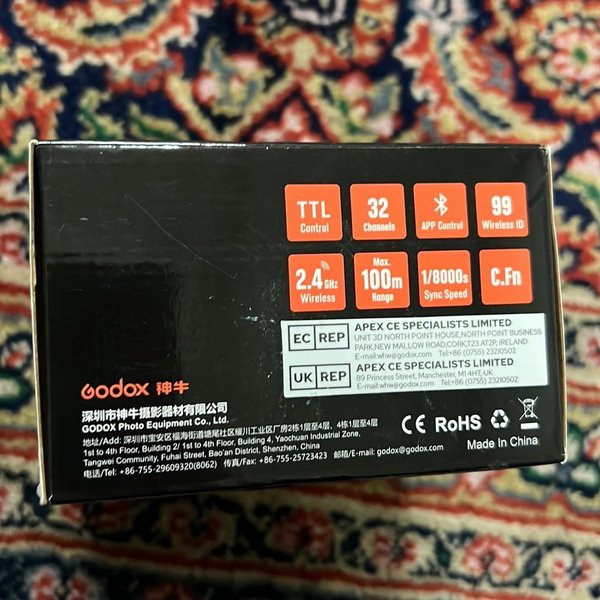 TTL
Control
32
Channels
APP Control
99
Wireless ID
2.4 GHz
Wireless
Max.
100m
Range
1/8000s
Sync Speed
C.Fn
EC REP
APEX CE SPECIALISTS LIMITED
UNIT 3D NORTH POINT HOUSE,NORTH POINT BUSINESS
PARK,NEW MALLOW ROAD,CORK,T23 AT2P, IRELAND
E-mail:whw@godox.com Tel:+86 (0755) 23210502
UK REP
APEX CE SPECIALISTS LIMITED
89 Princess Street, Manchester, M1 4HT, UK
E-mail:whw@godox.com Tel:+86 (0755) 23210502
Godox 神牛
深圳市神牛摄影器材有限公司
GODOX Photo Equipment Co., Ltd.
地址/Add: 深圳市宝安区福海街道塘尾社区耀川工业区厂房2栋1层至4层、4栋1层至4层
1st to 4th Floor, Building 2/ 1st to 4th Floor, Building 4, Yaochuan Industrial Zone,
Tangwei Community, Fuhai Street, Bao'an District, Shenzhen, China
电话/Tel: +86-755-29609320(8062) 传真/Fax: +86-755-25723423 邮箱/E-mail: godox@godox.com
CE RoHS
Made In China